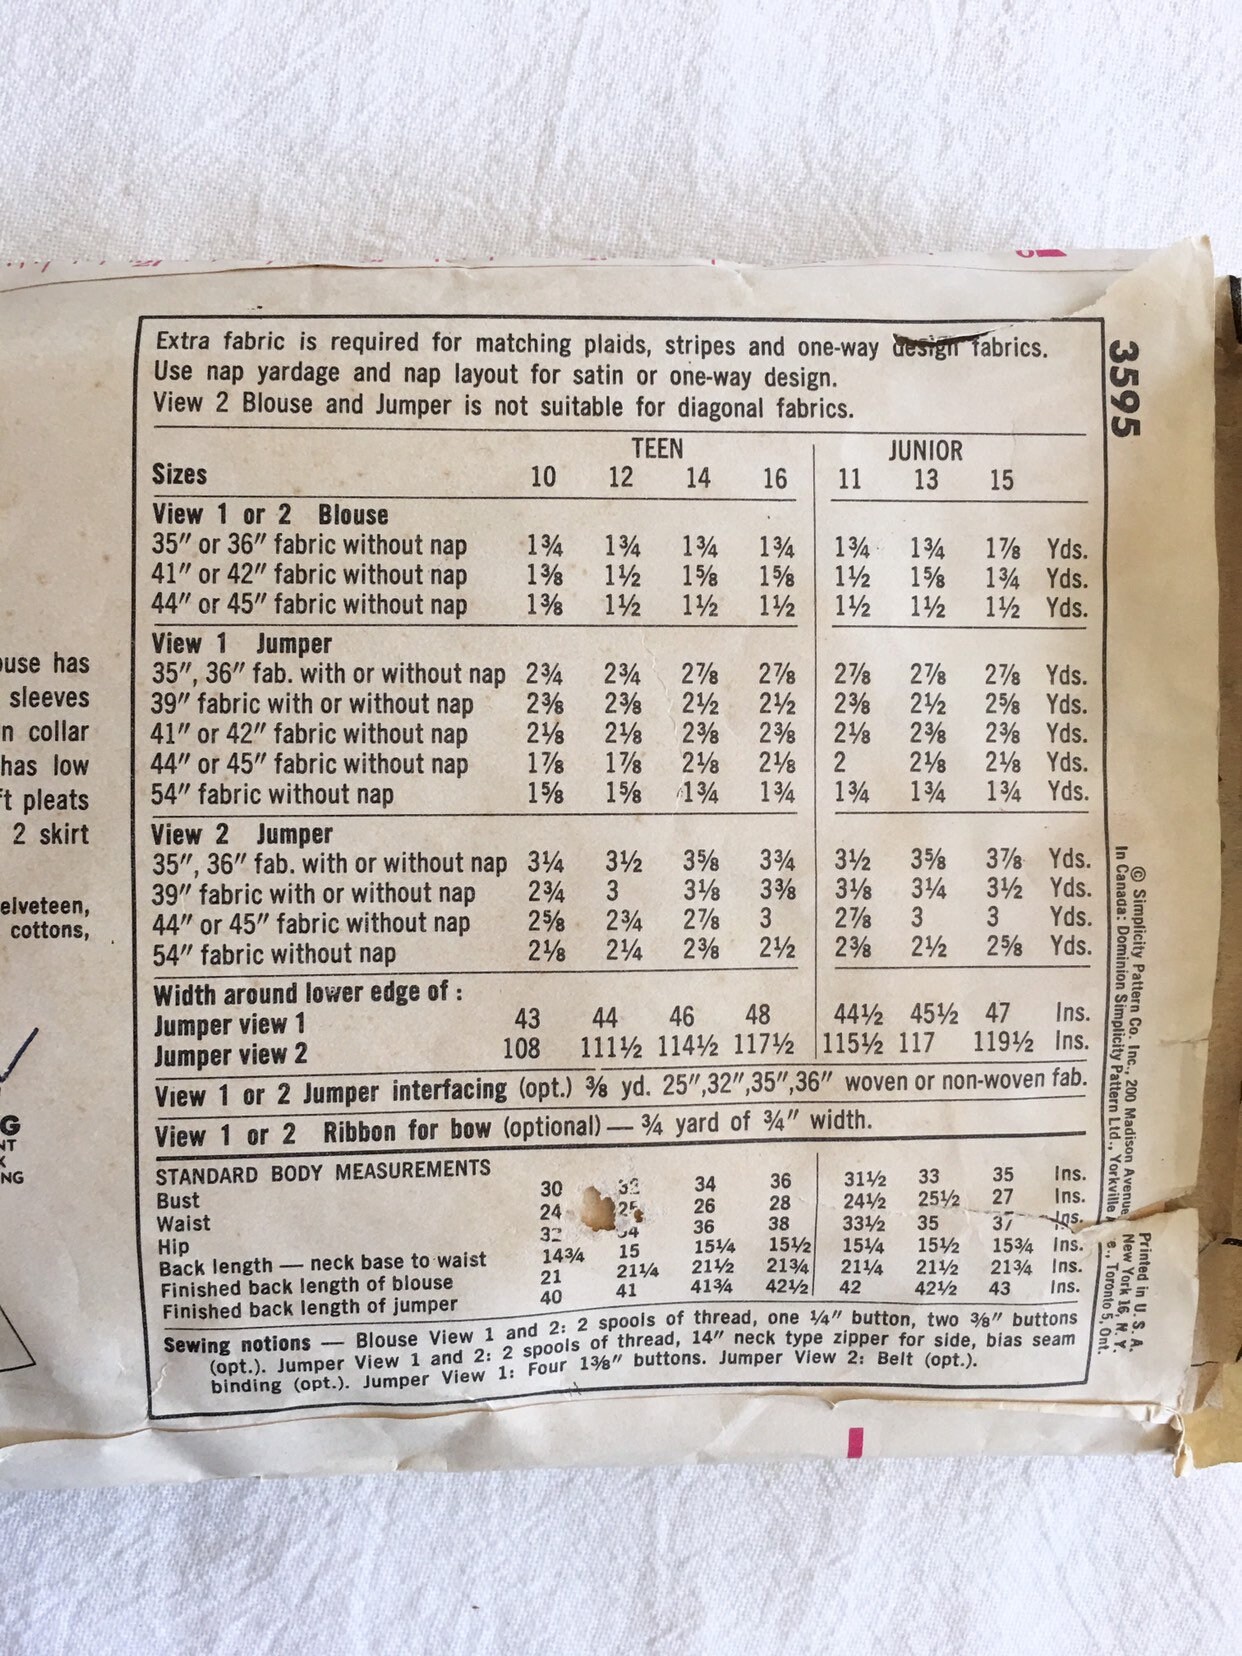 Extra fabric is required for matching plaids, stripes and one-way design fabrics.
Use nap yardage and nap layout for satin or one-way design.
View 2 Blouse and Jumper is not suitable for diagonal fabrics.
TEEN JUNIOR
Sizes 10 12 14 16 11 13 15
View 1 or 2 Blouse
35″ or 36″ fabric without nap 1¾ 1¾ 1¾ 1¾ 1¾ 1¾ 1⅞ Yds.
41″ or 42″ fabric without nap 1⅜ 1½ 1⅝ 1⅝ 1½ 1⅝ 1¾ Yds.
44″ or 45″ fabric without nap 1⅜ 1½ 1½ 1½ 1½ 1½ 1½ Yds.
View 1 Jumper
35″, 36″ fab. with or without nap 2¾ 2¾ 2⅞ 2⅞ 2⅞ 2⅞ 2⅞ Yds.
39″ fabric with or without nap 2⅜ 2⅜ 2½ 2½ 2⅜ 2½ 2⅝ Yds.
41″ or 42″ fabric without nap 2⅛ 2⅛ 2⅜ 2⅜ 2⅛ 2⅜ 2⅜ Yds.
44″ or 45″ fabric without nap 1⅞ 1⅞ 2⅛ 2⅛ 2 2⅛ 2⅛ Yds.
54″ fabric without nap 1⅝ 1⅝ 1¾ 1¾ 1¾ 1¾ 1¾ Yds.
View 2 Jumper
35″, 36″ fab. with or without nap 3¼ 3½ 3⅝ 3¾ 3½ 3⅝ 3⅞ Yds.
39″ fabric with or without nap 2¾ 3 3⅛ 3⅜ 3⅛ 3¼ 3½ Yds.
44″ or 45″ fabric without nap 2⅝ 2¾ 2⅞ 3 2⅞ 3 3 Yds.
54″ fabric without nap 2⅛ 2¼ 2⅜ 2½ 2⅜ 2½ 2⅝ Yds.
Width around lower edge of :
Jumper view 1 43 44 46 48 44½ 45½ 47 Ins.
Jumper view 2 108 111½ 114½ 117½ 115½ 117 119½ Ins.
View 1 or 2 Jumper interfacing (opt.) ⅜ yd. 25″,32″,35″,36″ woven or non-woven fab.
View 1 or 2 Ribbon for bow (optional) — ¾ yard of ¾″ width.
STANDARD BODY MEASUREMENTS
Bust 30 34 36 31½ 33 35 Ins.
Waist 24 26 28 24½ 25½ 27 Ins.
Hip 36 38 33½ 35 37 Ins.
Back length — neck base to waist 14¾ 15 15¼ 15½ 15¼ 15½ 15¾ Ins.
Finished back length of blouse 21 21¼ 21½ 21¾ 21¼ 21½ 21¾ Ins.
Finished back length of jumper 40 41 41¾ 42½ 42 42½ 43 Ins.
Sewing notions — Blouse View 1 and 2: 2 spools of thread, one ¼″ button, two ⅜″ buttons
(opt.). Jumper View 1 and 2: 2 spools of thread, 14″ neck type zipper for side, bias seam
binding (opt.). Jumper View 1: Four 1⅜″ buttons. Jumper View 2: Belt (opt.).
3595
© Simplicity Pattern Co. Inc., 200 Madison Avenue New York 16, N. Y.
In Canada: Dominion Simplicity Pattern Ltd., Yorkville Toronto 5, Ont.
Printed in U. S. A.
has
sleeves
collar
has low
pleats
2 skirt
cottons,